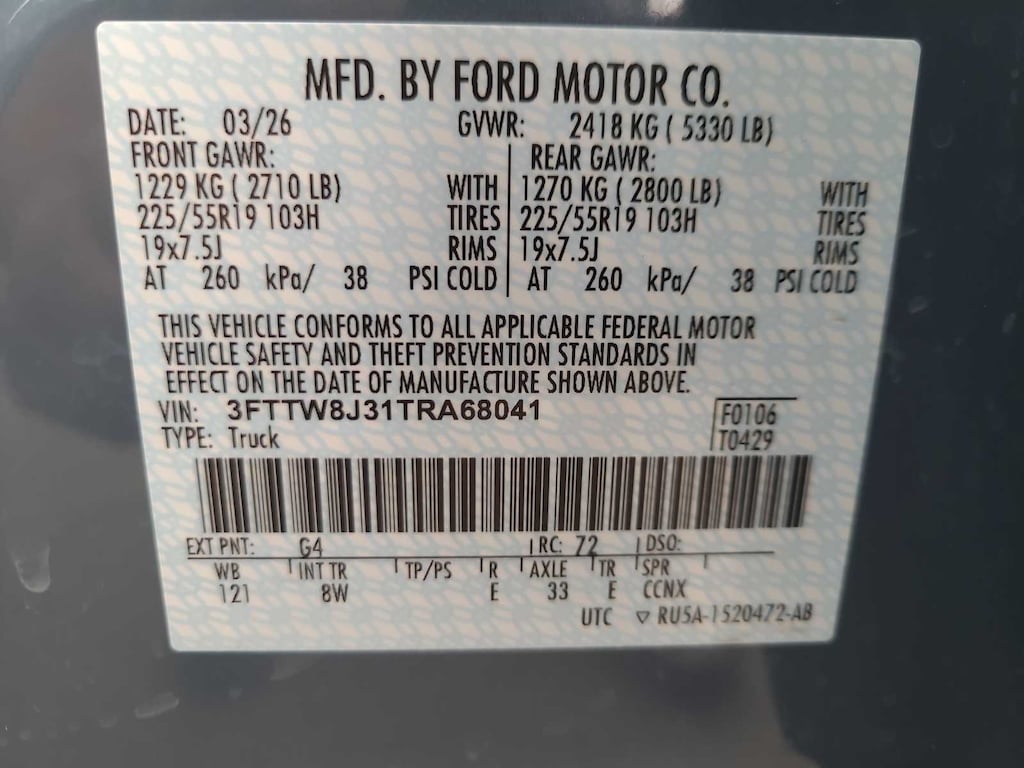 MFD. BY FORD MOTOR CO.
DATE: 03/26 GVWR: 2418 KG ( 5330 LB)
FRONT GAWR: REAR GAWR:
1229 KG ( 2710 LB) WITH 1270 KG ( 2800 LB) WITH
225/55R19 103H TIRES 225/55R19 103H TIRES
19x7.5J RIMS 19x7.5J RIMS
AT 260 kPa/ 38 PSI COLD AT 260 kPa/ 38 PSI COLD
THIS VEHICLE CONFORMS TO ALL APPLICABLE FEDERAL MOTOR
VEHICLE SAFETY AND THEFT PREVENTION STANDARDS IN
EFFECT ON THE DATE OF MANUFACTURE SHOWN ABOVE.
VIN: 3FTTW8J31TRA68041 F0106
TYPE: Truck T0429
EXT PNT: G4 RC: 72 DSO:
WB INT TR TP/PS R AXLE TR SPR
121 8W E 33 E CCNX
UTC ▽ RU5A-1520472-AB